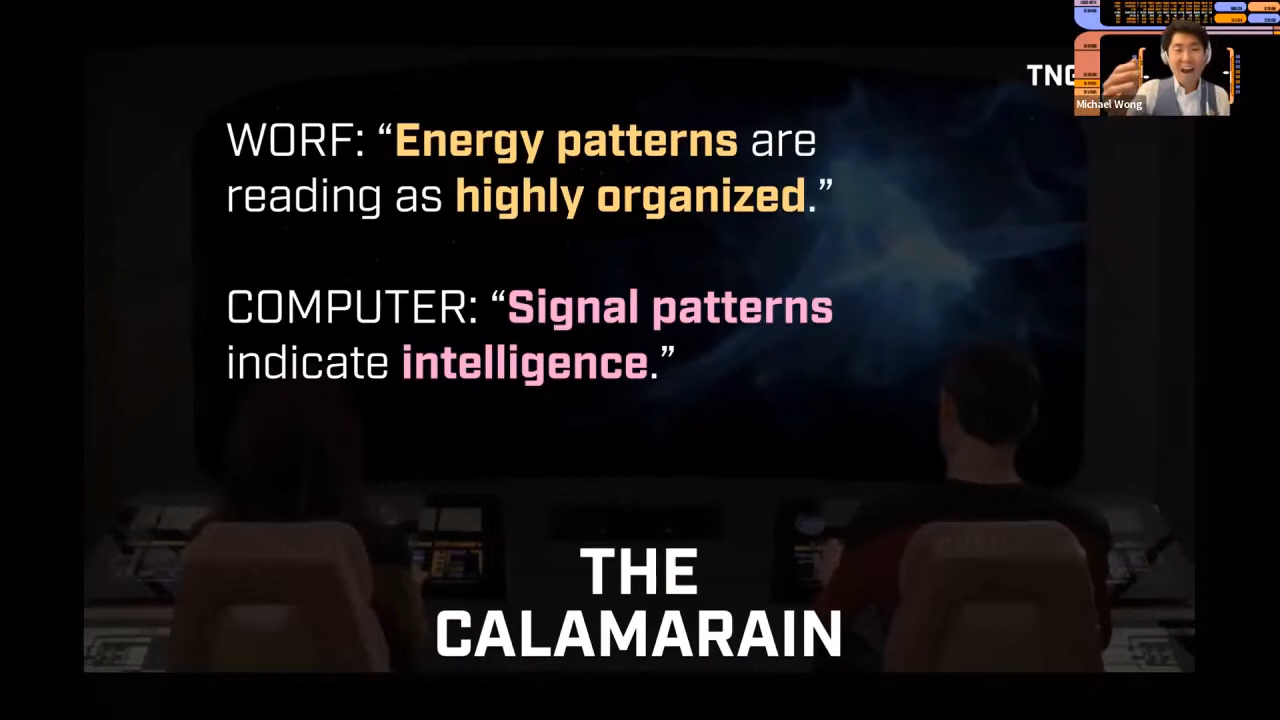 TNG
Michael Wong
WORF: “Energy patterns are
reading as highly organized.”
COMPUTER: “Signal patterns
indicate intelligence.”
THE
CALAMARAIN